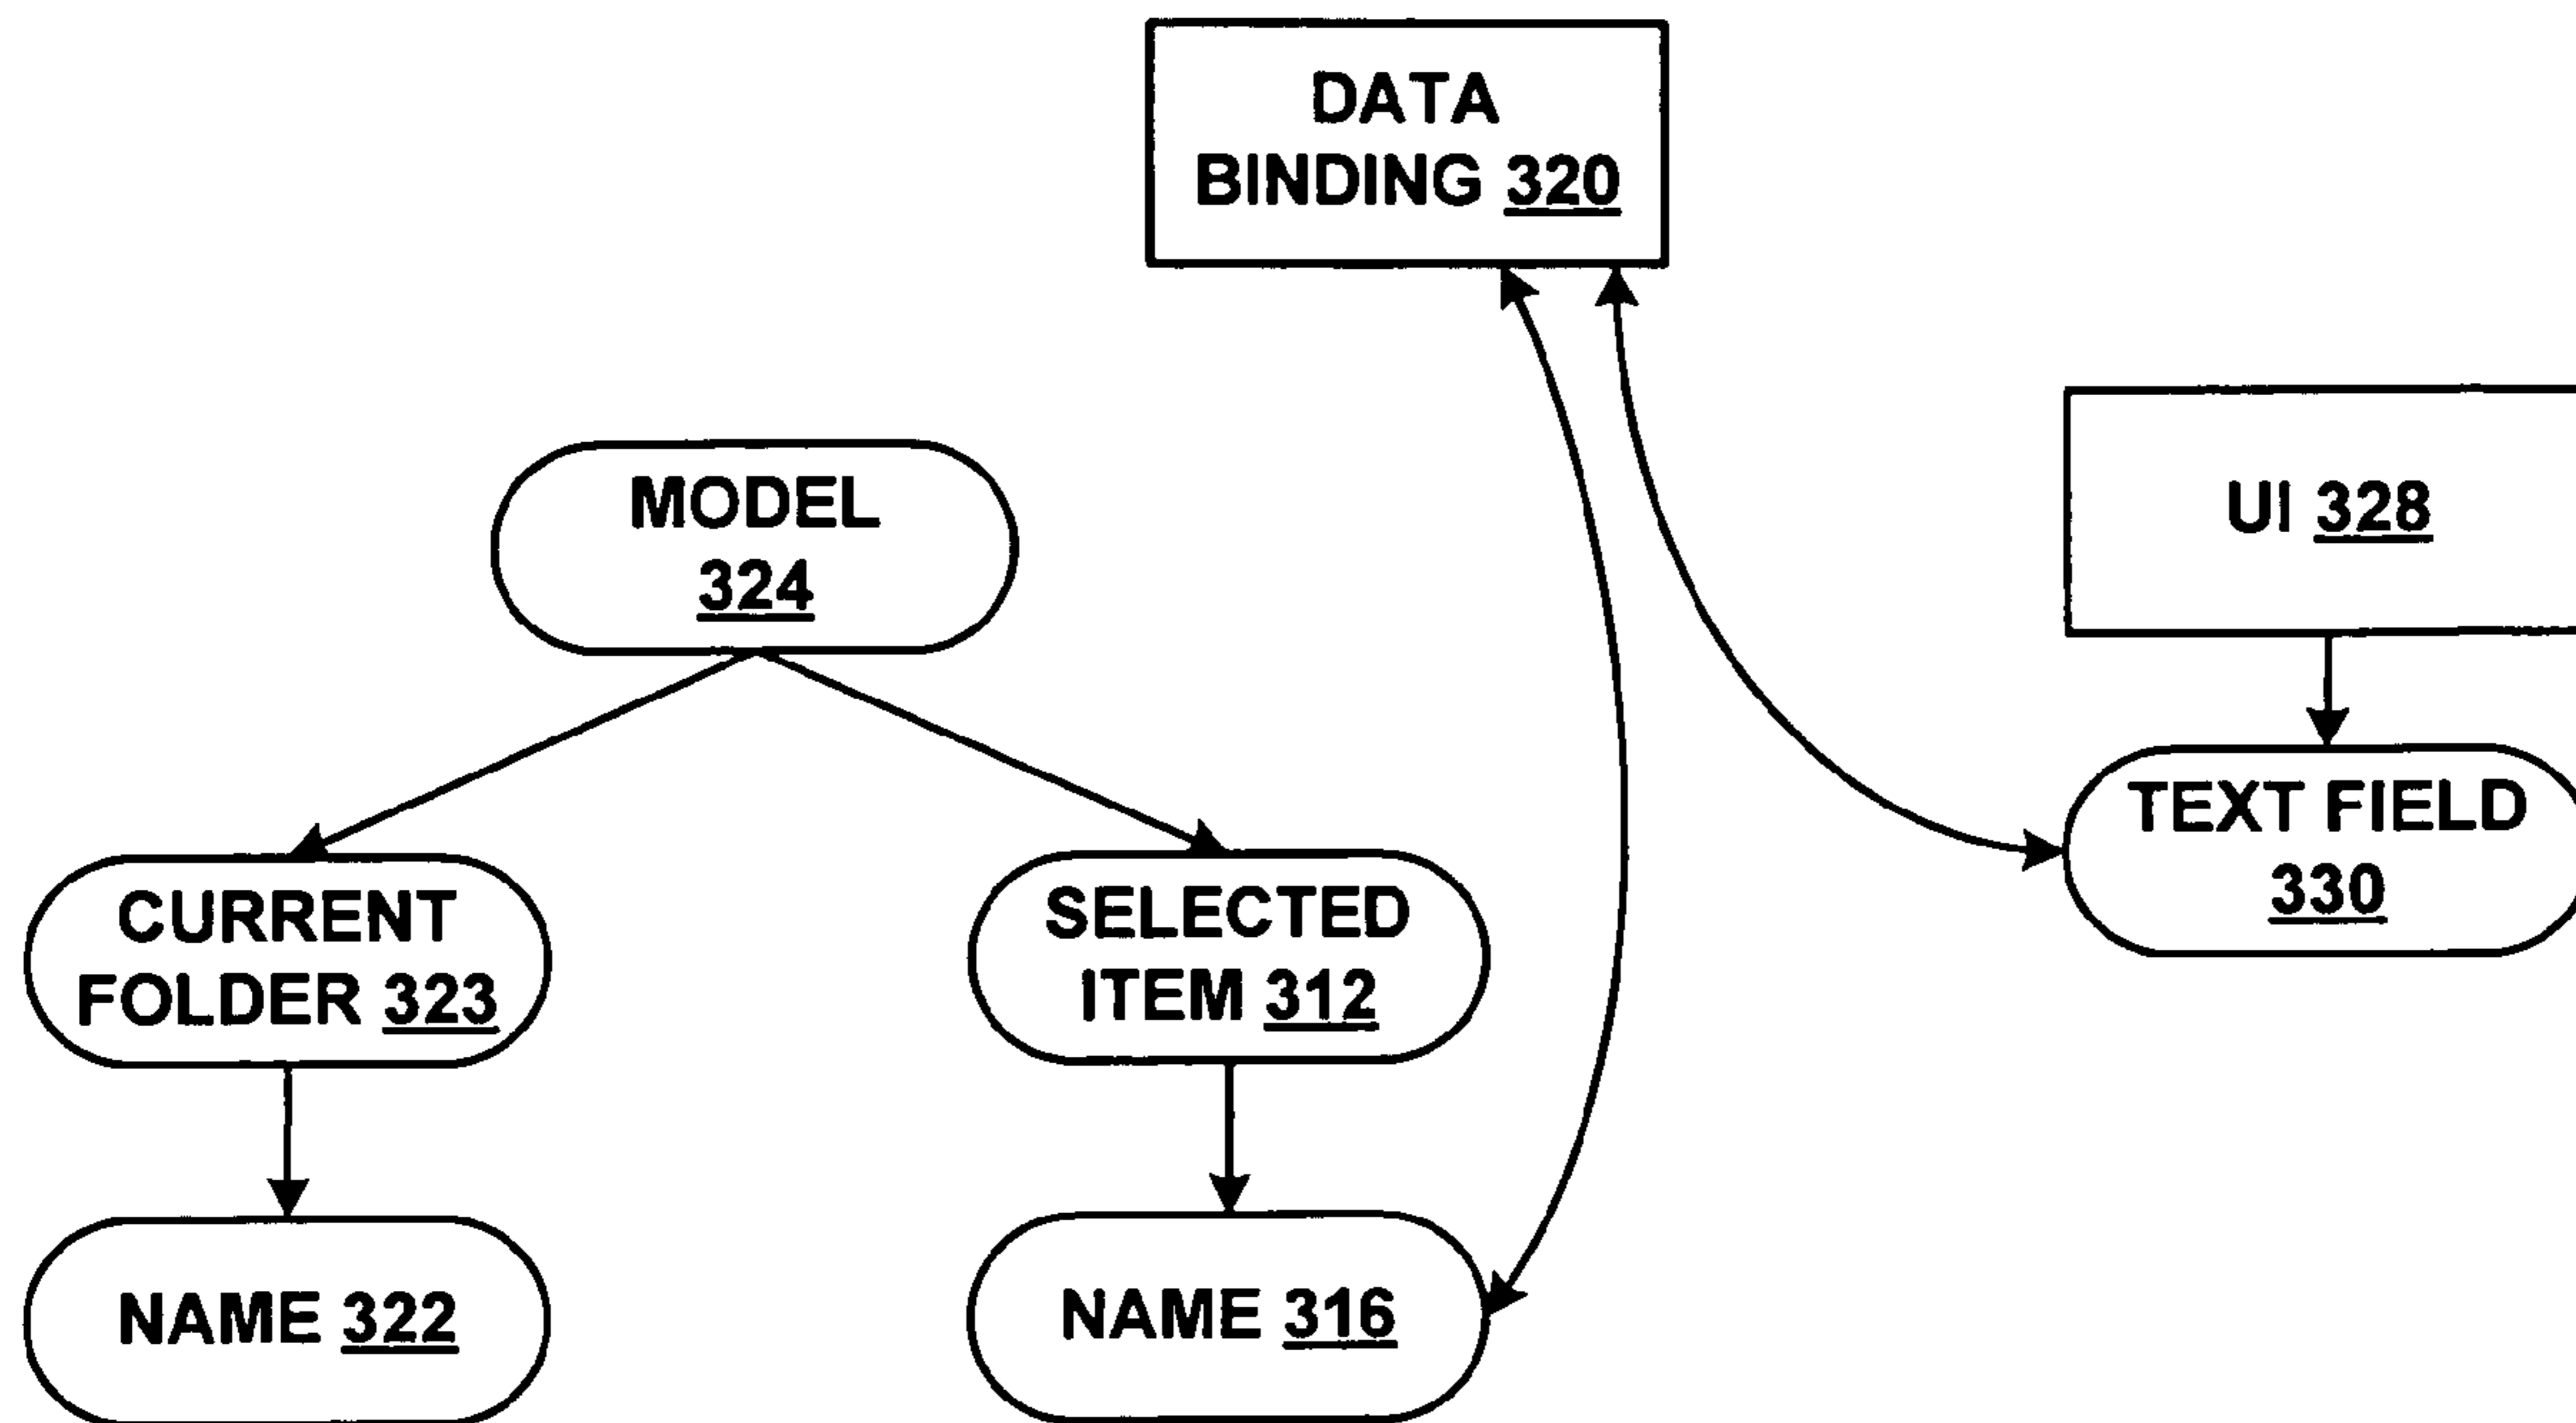 DATA
BINDING 320
MODEL
324
UI 328
TEXT FIELD
330
CURRENT
FOLDER 323
SELECTED
ITEM 312
NAME 322
NAME 316